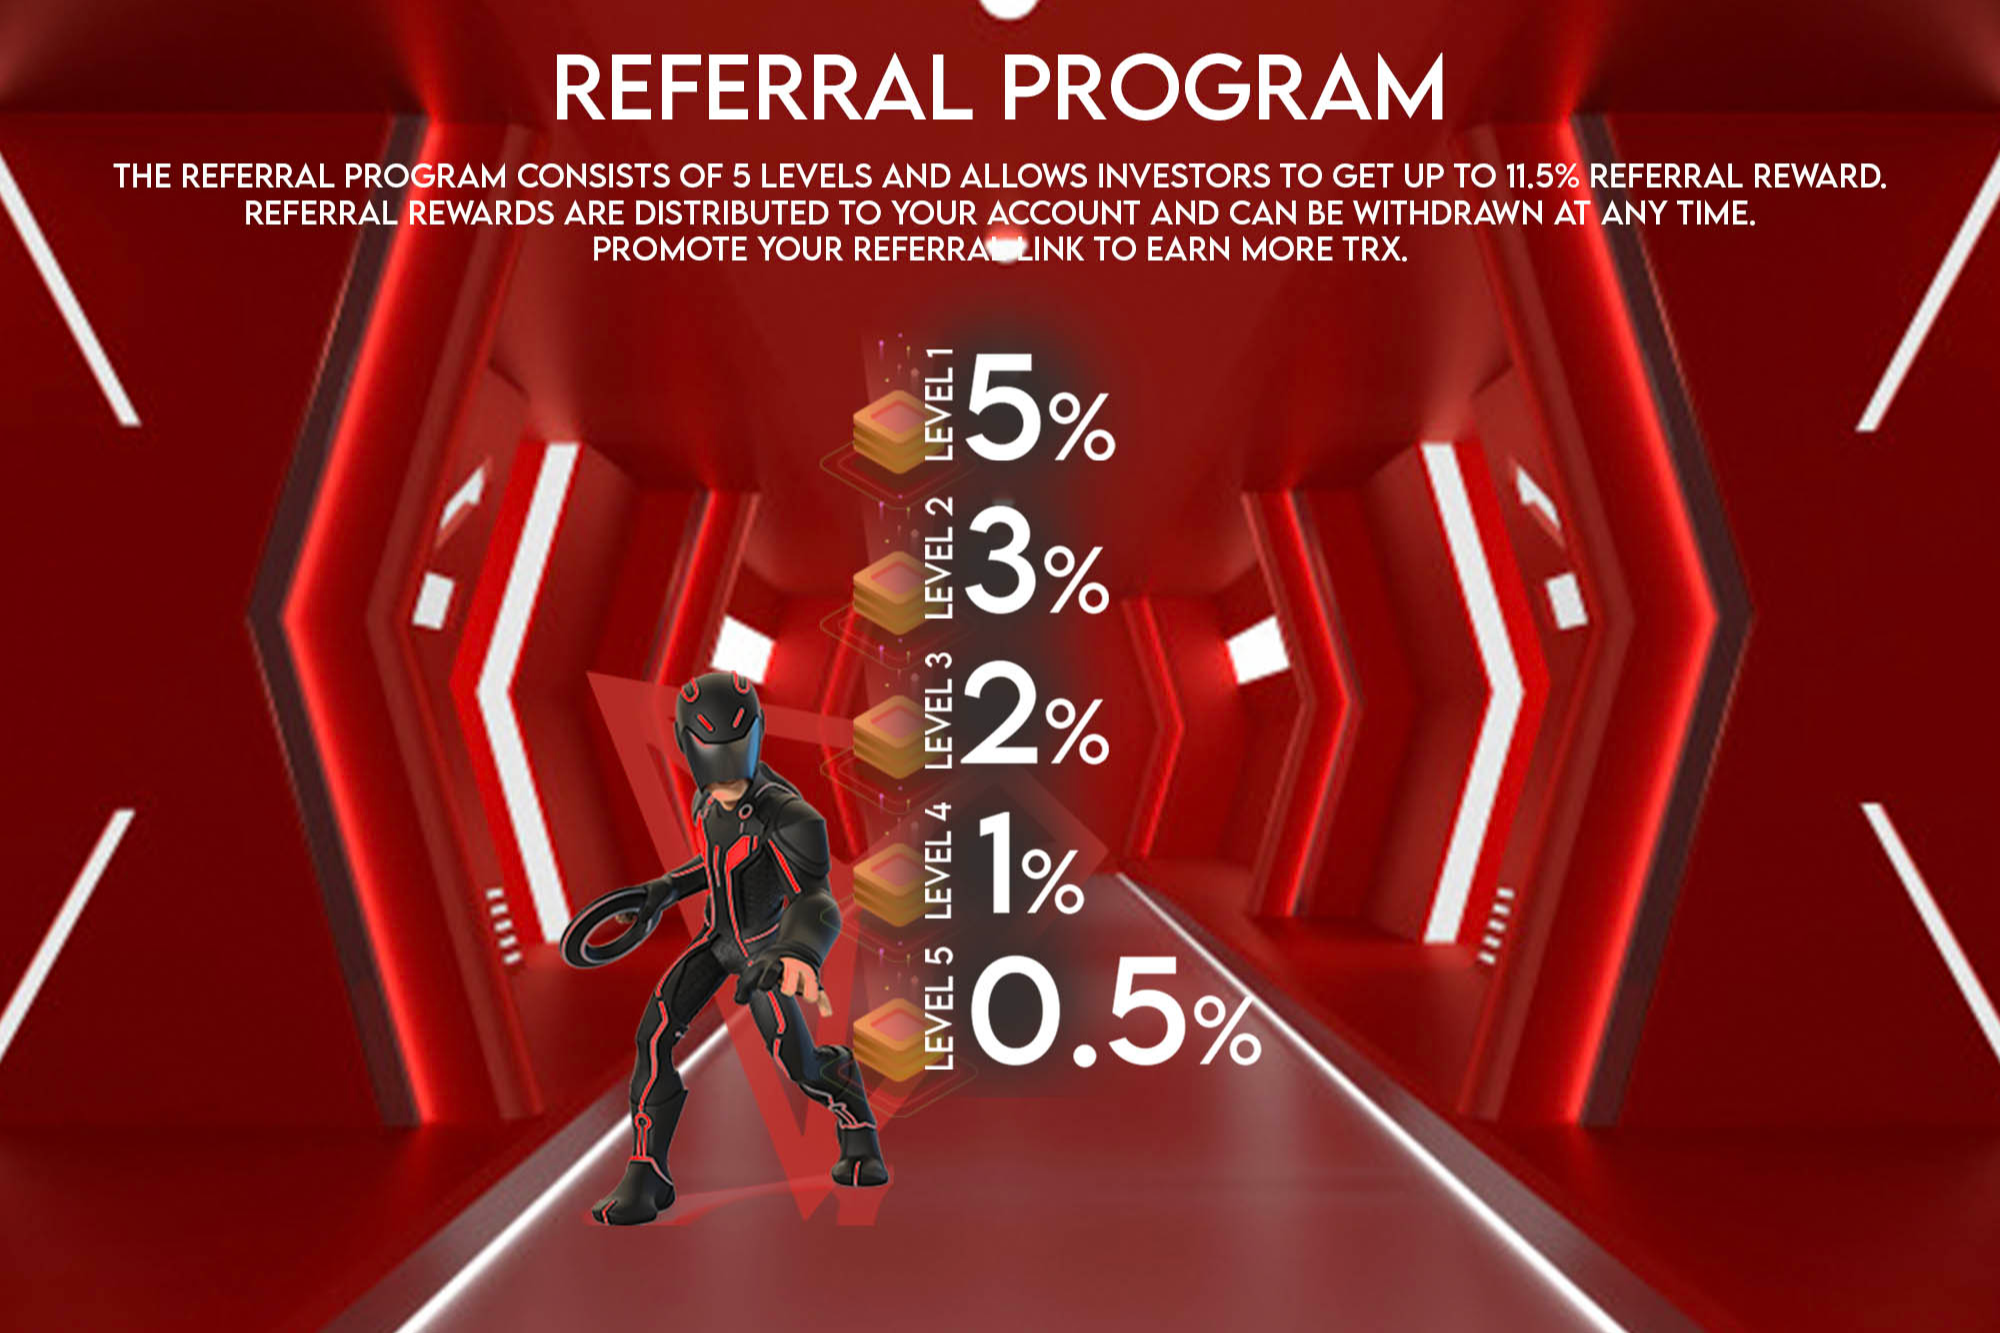 REFERRAL PROGRAM
THE REFERRAL PROGRAM CONSISTS OF 5 LEVELS AND ALLOWS INVESTORS TO GET UP TO 11.5% REFERRAL REWARD.
REFERRAL REWARDS ARE DISTRIBUTED TO YOUR ACCOUNT AND CAN BE WITHDRAWN AT ANY TIME.
PROMOTE YOUR REFERRAL LINK TO EARN MORE TRX.
LEVEL 1 5%
LEVEL 2 3%
LEVEL 3 2%
LEVEL 4 1%
LEVEL 5 0.5%